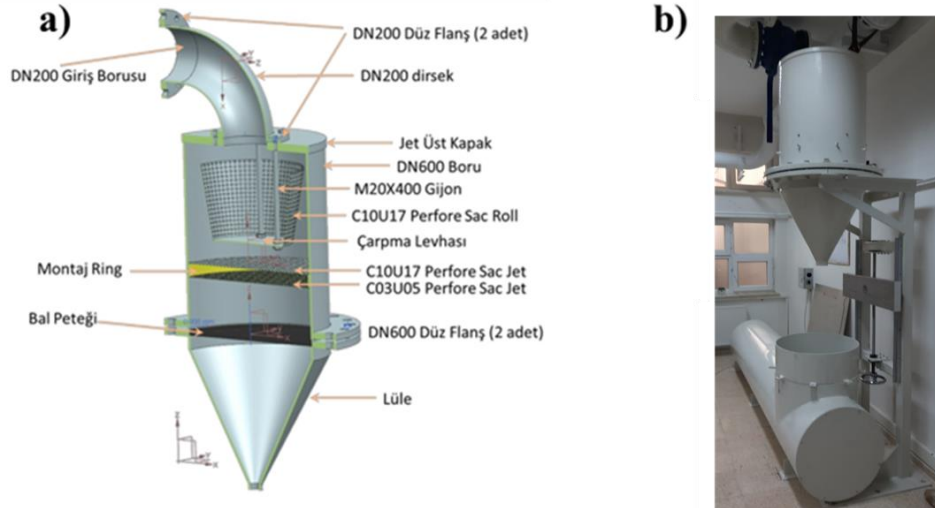 a)
b)
DN200 Düz Flanş (2 adet)
DN200 Giriş Borusu
DN200 dirsek
Jet Üst Kapak
DN600 Boru
M20X400 Gijon
C10U17 Perfore Sac Roll
Çarpma Levhası
Montaj Ring
C10U17 Perfore Sac Jet
C03U05 Perfore Sac Jet
Bal Peteği
DN600 Düz Flanş (2 adet)
Lüle